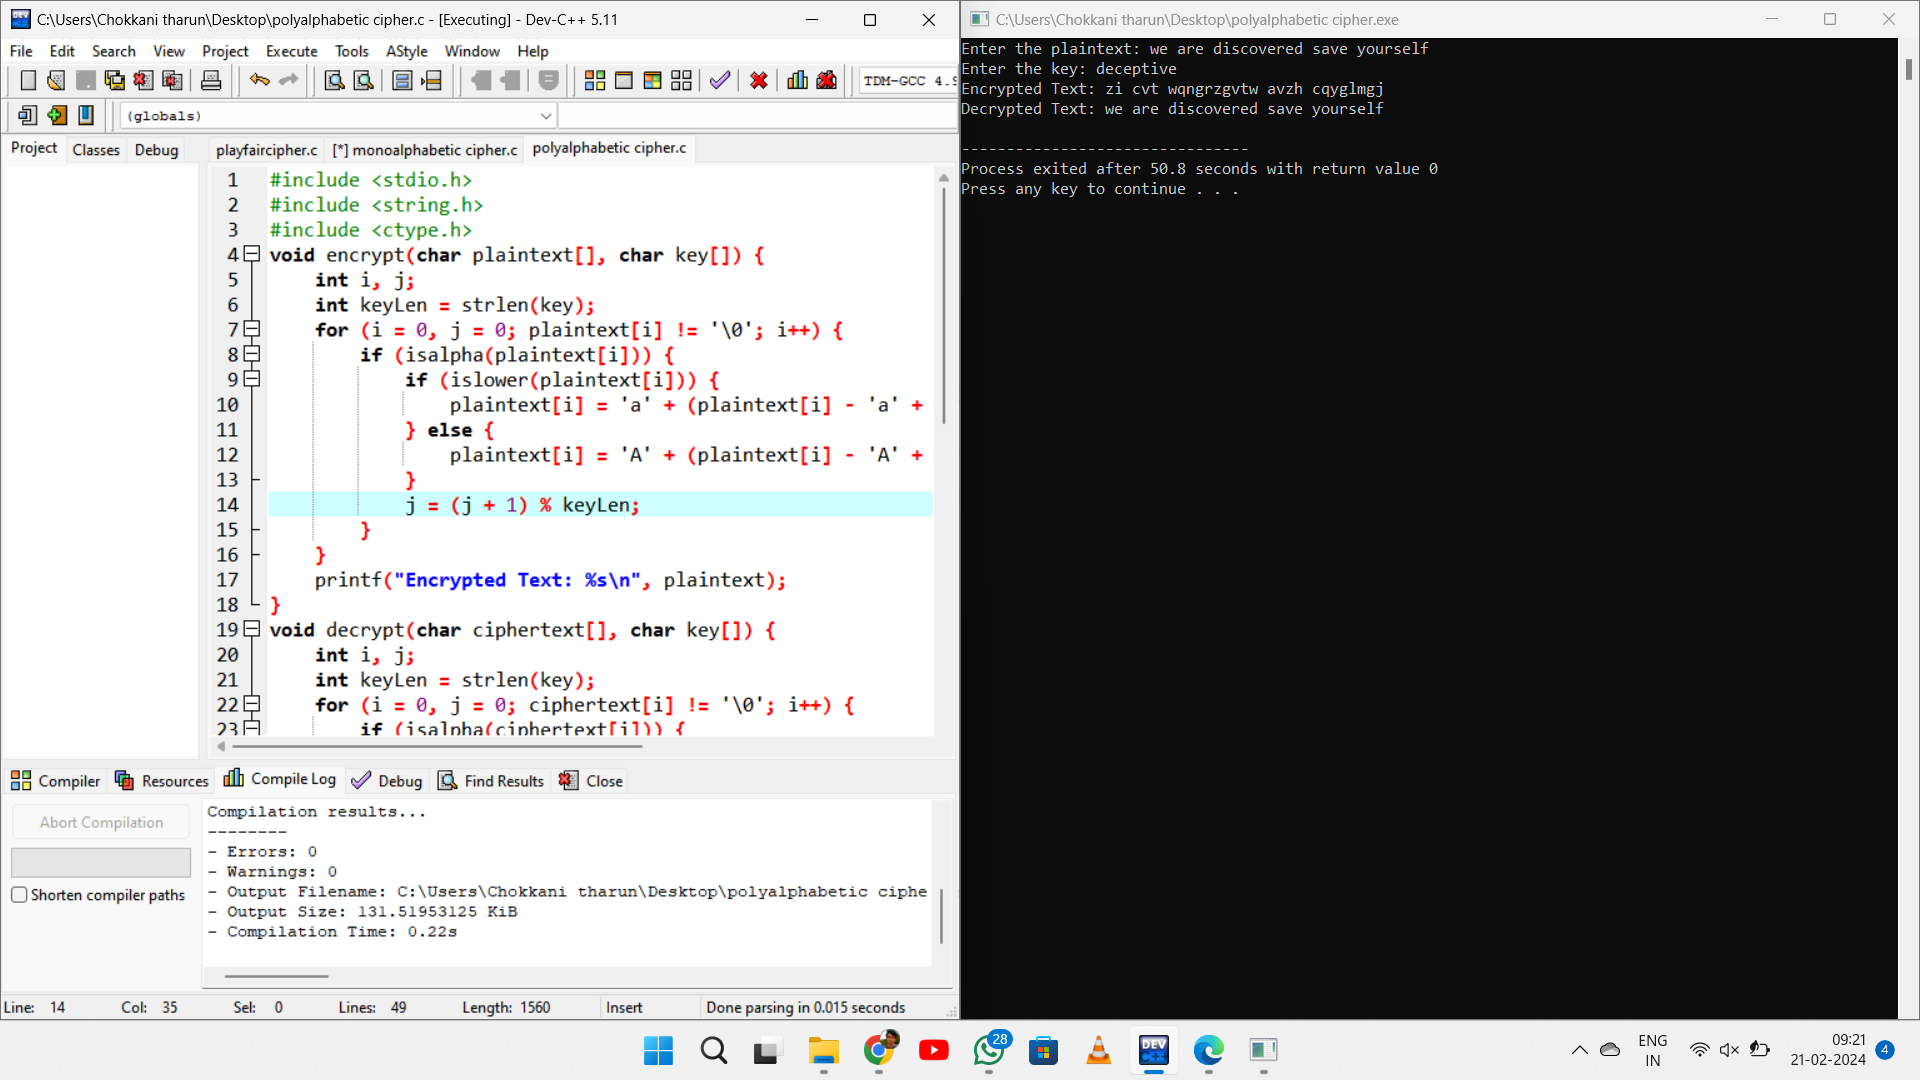 C:\Users\Chokkani tharun\Desktop\polyalphabetic cipher.c - [Executing] - Dev-C++ 5.11
File Edit Search View Project Execute Tools AStyle Window Help
TDM-GCC 4.9
(globals)
Project Classes Debug
playfaircipher.c [*] monoalphabetic cipher.c polyalphabetic cipher.c
1 #include <stdio.h>
2 #include <string.h>
3 #include <ctype.h>
4 void encrypt(char plaintext[], char key[]) {
5 int i, j;
6 int keyLen = strlen(key);
7 for (i = 0, j = 0; plaintext[i] != '\0'; i++) {
8 if (isalpha(plaintext[i])) {
9 if (islower(plaintext[i])) {
10 plaintext[i] = 'a' + (plaintext[i] - 'a' +
11 } else {
12 plaintext[i] = 'A' + (plaintext[i] - 'A' +
13 }
14 j = (j + 1) % keyLen;
15 }
16 }
17 printf("Encrypted Text: %s\n", plaintext);
18 }
19 void decrypt(char ciphertext[], char key[]) {
20 int i, j;
21 int keyLen = strlen(key);
22 for (i = 0, j = 0; ciphertext[i] != '\0'; i++) {
23 if (isalpha(ciphertext[i])) {
Compiler Resources Compile Log Debug Find Results Close
Abort Compilation
Shorten compiler paths
Compilation results...
--------
- Errors: 0
- Warnings: 0
- Output Filename: C:\Users\Chokkani tharun\Desktop\polyalphabetic ciphe
- Output Size: 131.51953125 KiB
- Compilation Time: 0.22s
Line: 14 Col: 35 Sel: 0 Lines: 49 Length: 1560 Insert Done parsing in 0.015 seconds
C:\Users\Chokkani tharun\Desktop\polyalphabetic cipher.exe
Enter the plaintext: we are discovered save yourself
Enter the key: deceptive
Encrypted Text: zi cvt wqngrzgvtw avzh cqyglmgj
Decrypted Text: we are discovered save yourself
--------------------------------
Process exited after 50.8 seconds with return value 0
Press any key to continue . . .
28
DEV
C++
ENG
IN
09:21
21-02-2024
4